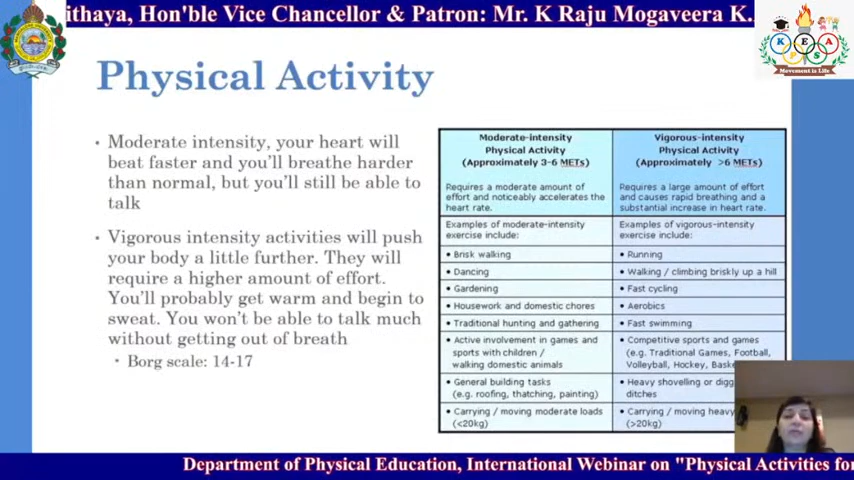 ithaya, Hon'ble Vice Chancellor & Patron: Mr. K Raju Mogaveera K.
K E A
P S
Movement is Life
Physical Activity
• Moderate intensity, your heart will
beat faster and you'll breathe harder
than normal, but you'll still be able to
talk
• Vigorous intensity activities will push
your body a little further. They will
require a higher amount of effort.
You'll probably get warm and begin to
sweat. You won't be able to talk much
without getting out of breath
• Borg scale: 14-17
Moderate-intensity
Physical Activity
(Approximately 3-6 METs)
Requires a moderate amount of
effort and noticeably accelerates the
heart rate.
Examples of moderate-intensity
exercise include:
• Brisk walking
• Dancing
• Gardening
• Housework and domestic chores
• Traditional hunting and gathering
• Active involvement in games and
sports with children /
walking domestic animals
• General building tasks
(e.g. roofing, thatching, painting)
• Carrying / moving moderate loads
(<20kg)
Vigorous-intensity
Physical Activity
(Approximately >6 METs)
Requires a large amount of effort
and causes rapid breathing and a
substantial increase in heart rate.
Examples of vigorous-intensity
exercise include:
• Running
• Walking / climbing briskly up a hill
• Fast cycling
• Aerobics
• Fast swimming
• Competitive sports and games
(e.g. Traditional Games, Football,
Volleyball, Hockey, Baske
• Heavy shovelling or digg
ditches
• Carrying / moving heavy
(>20kg)
Department of Physical Education, International Webinar on "Physical Activities for